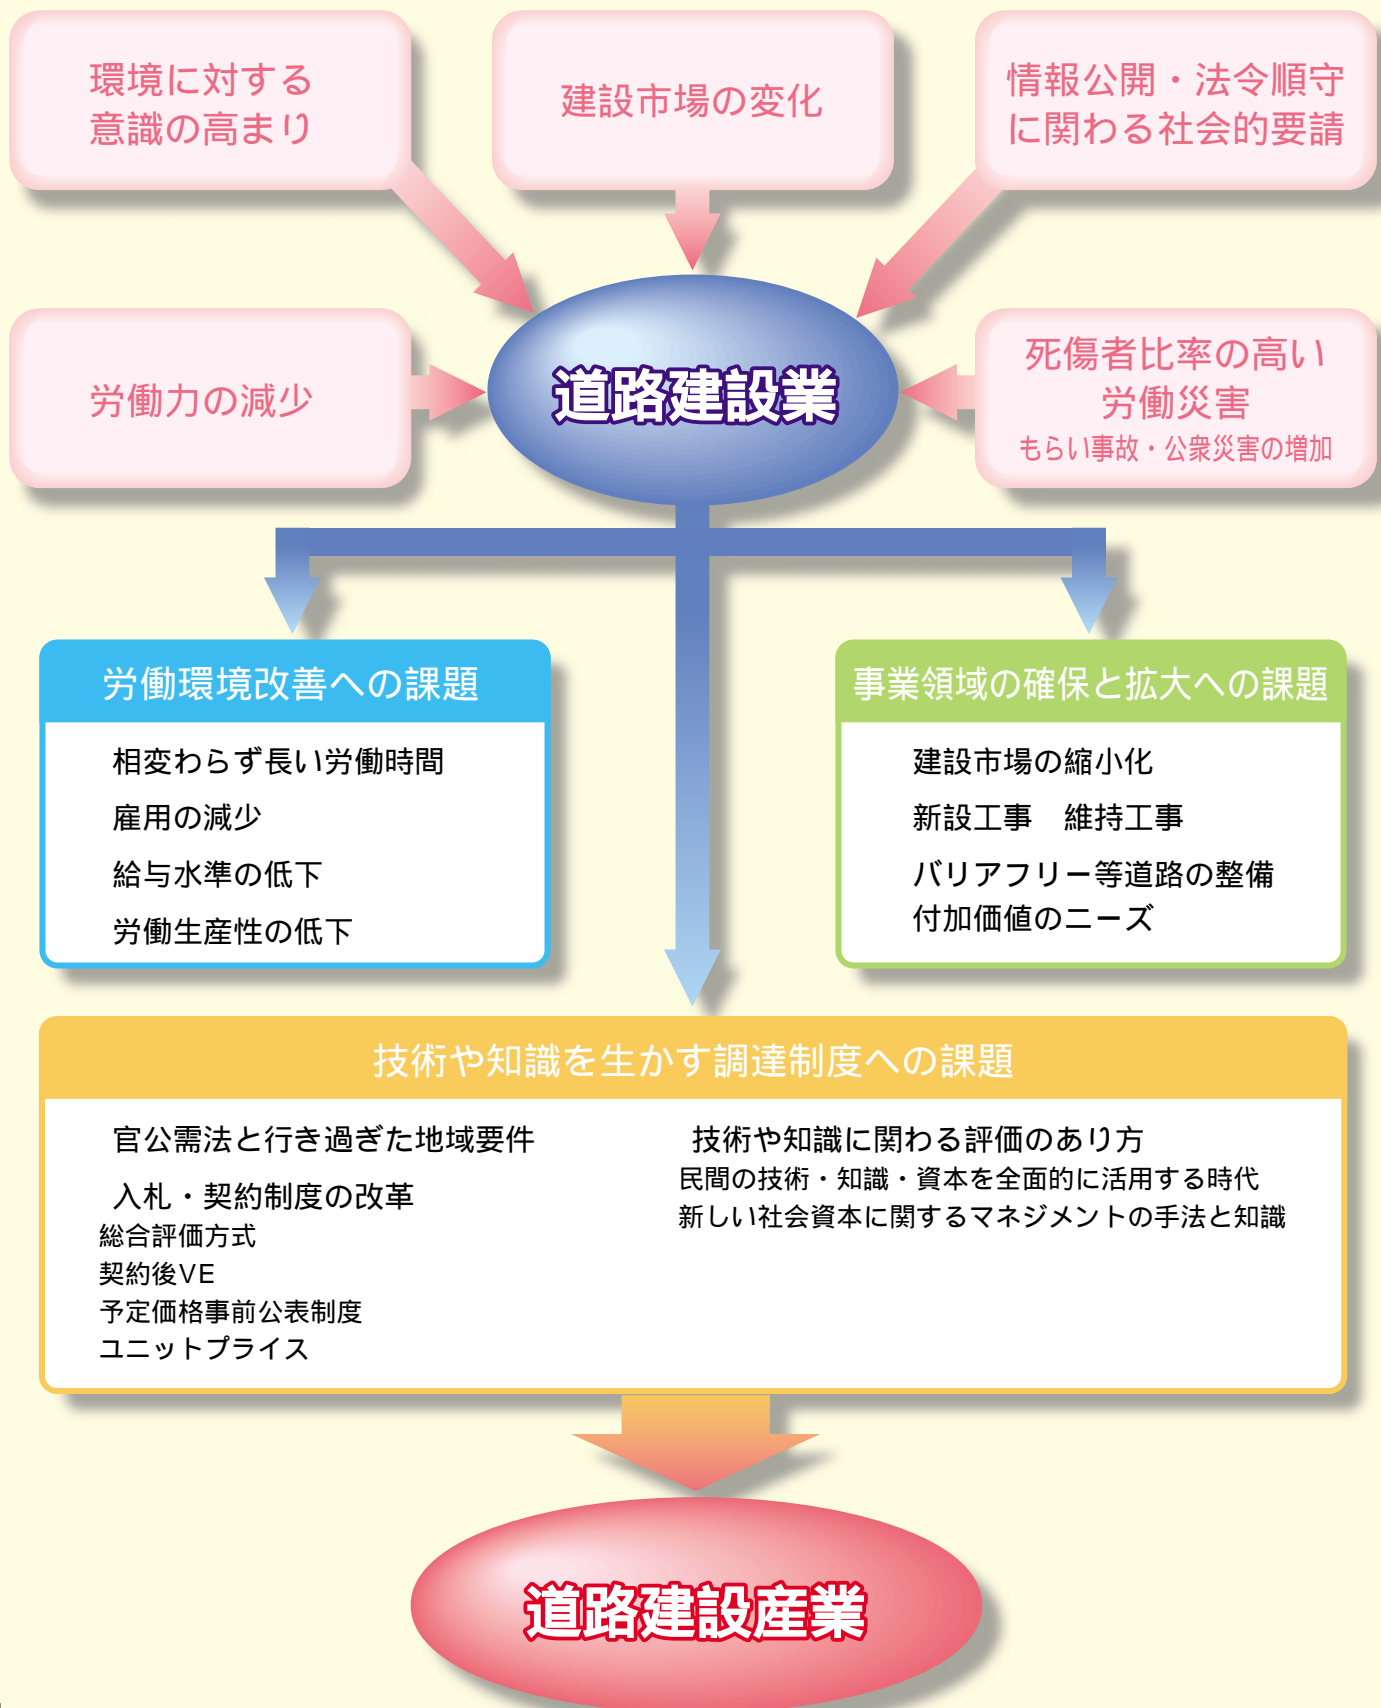 環境に対する
意識の高まり
建設市場の変化
情報公開・法令順守
に関わる社会的要請
労働力の減少
道路建設業
死傷者比率の高い
労働災害
もらい事故・公衆災害の増加
労働環境改善への課題
相変わらず長い労働時間
雇用の減少
給与水準の低下
労働生産性の低下
事業領域の確保と拡大への課題
建設市場の縮小化
新設工事　維持工事
バリアフリー等道路の整備
付加価値のニーズ
技術や知識を生かす調達制度への課題
官公需法と行き過ぎた地域要件
入札・契約制度の改革
総合評価方式
契約後VE
予定価格事前公表制度
ユニットプライス
技術や知識に関わる評価のあり方
民間の技術・知識・資本を全面的に活用する時代
新しい社会資本に関するマネジメントの手法と知識
道路建設産業